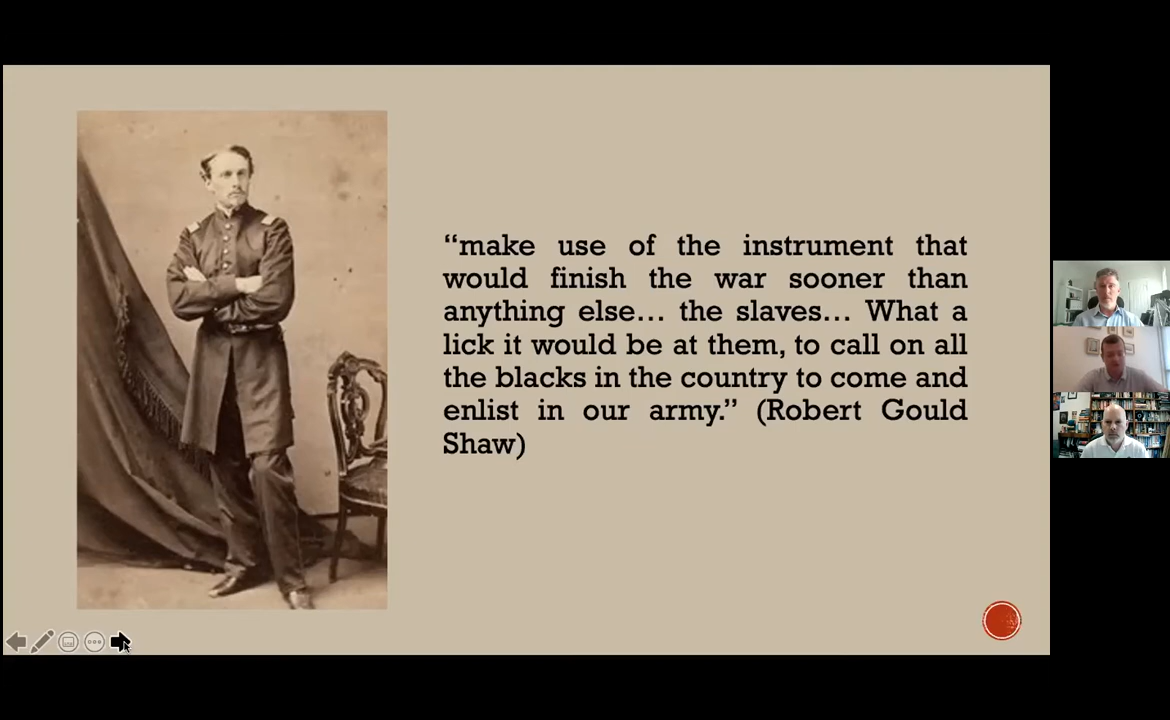 “make use of the instrument that
would finish the war sooner than
anything else… the slaves… What a
lick it would be at them, to call on all
the blacks in the country to come and
enlist in our army.” (Robert Gould
Shaw)